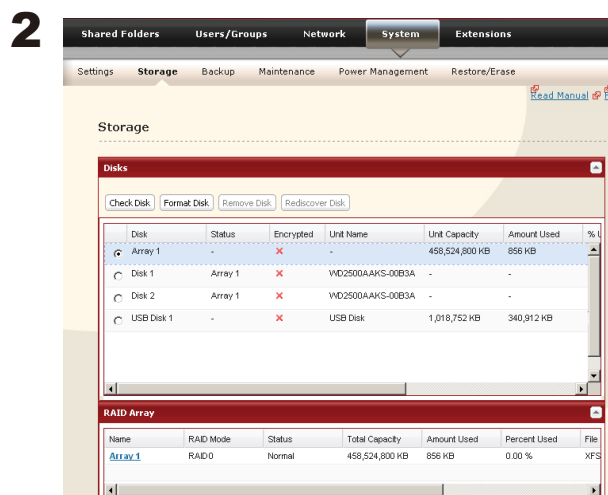 2
Shared Folders Users/Groups Network System Extensions
Settings Storage Backup Maintenance Power Management Restore/Erase
Read Manual
Storage
Disks
Check Disk Format Disk Remove Disk Rediscover Disk
Disk Status Encrypted Unit Name Unit Capacity Amount Used %
Array 1 - - 458,524,800 KB 856 KB
Disk 1 Array 1 WD2500AAKS-00B3A - -
Disk 2 Array 1 WD2500AAKS-00B3A - -
USB Disk 1 - USB Disk 1,018,752 KB 340,912 KB
RAID Array
Name RAID Mode Status Total Capacity Amount Used Percent Used File
Array 1 RAID0 Normal 458,524,800 KB 856 KB 0.00 % XFS